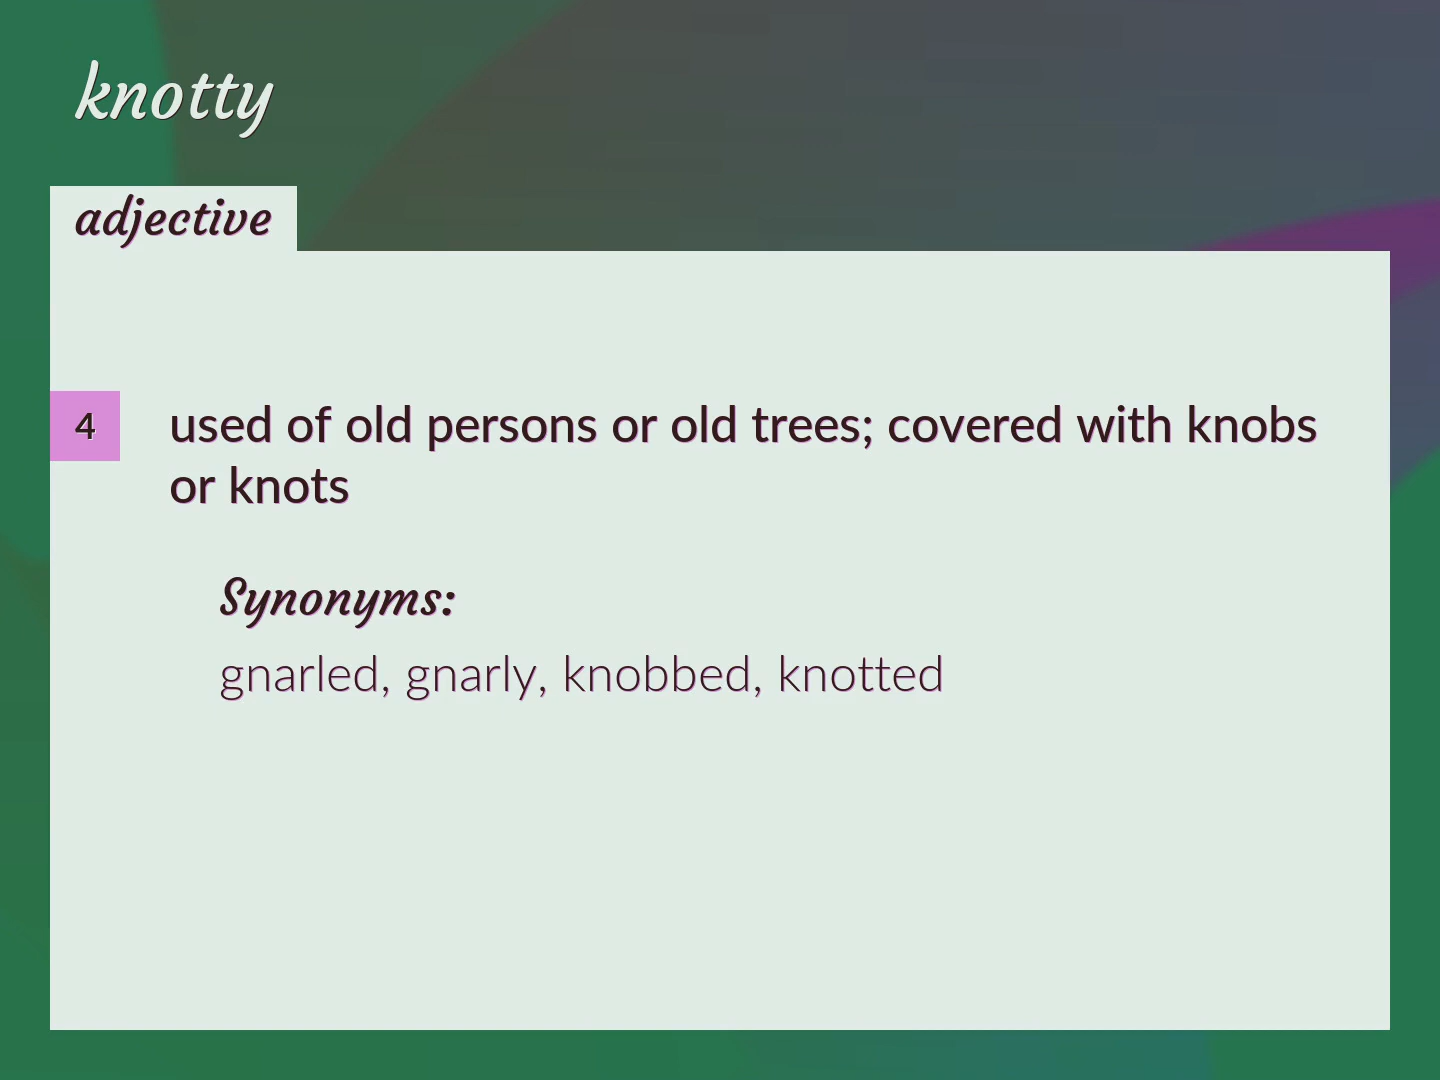 knotty
adjective
4
used of old persons or old trees; covered with knobs
or knots
Synonyms:
gnarled, gnarly, knobbed, knotted